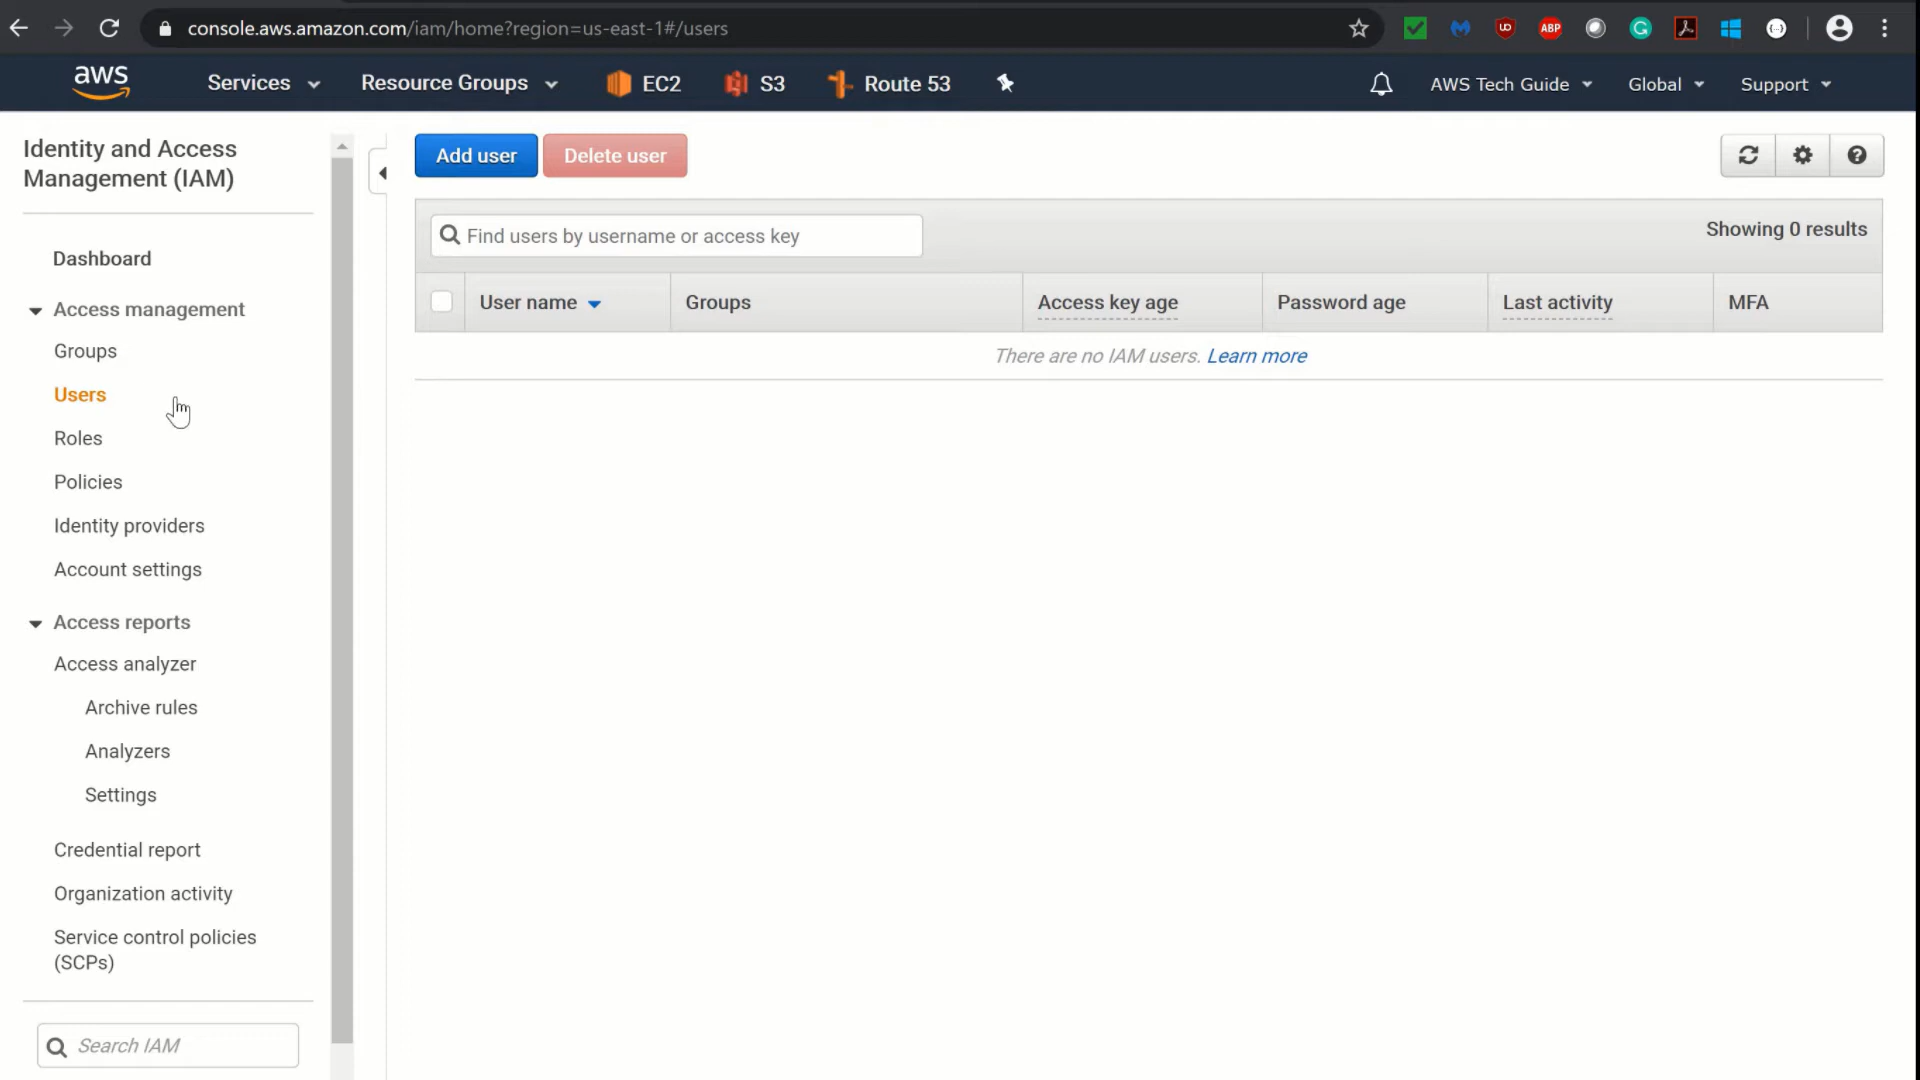 console.aws.amazon.com/iam/home?region=us-east-1#/users
UD
ABP
G
aws
Services
Resource Groups
EC2
S3
Route 53
AWS Tech Guide
Global
Support
Identity and Access
Management (IAM)
Dashboard
Access management
Groups
Users
Roles
Policies
Identity providers
Account settings
Access reports
Access analyzer
Archive rules
Analyzers
Settings
Credential report
Organization activity
Service control policies
(SCPs)
Search IAM
Add user
Delete user
Find users by username or access key
Showing 0 results
User name
Groups
Access key age
Password age
Last activity
MFA
There are no IAM users. Learn more